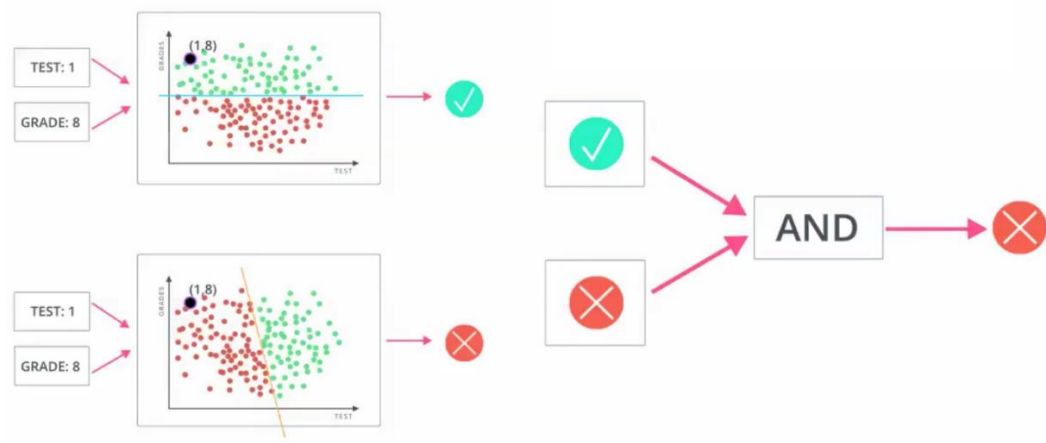 (1,8)
GRADES
TEST: 1
GRADE: 8
TEST
AND
(1,8)
GRADES
TEST: 1
GRADE: 8
TEST